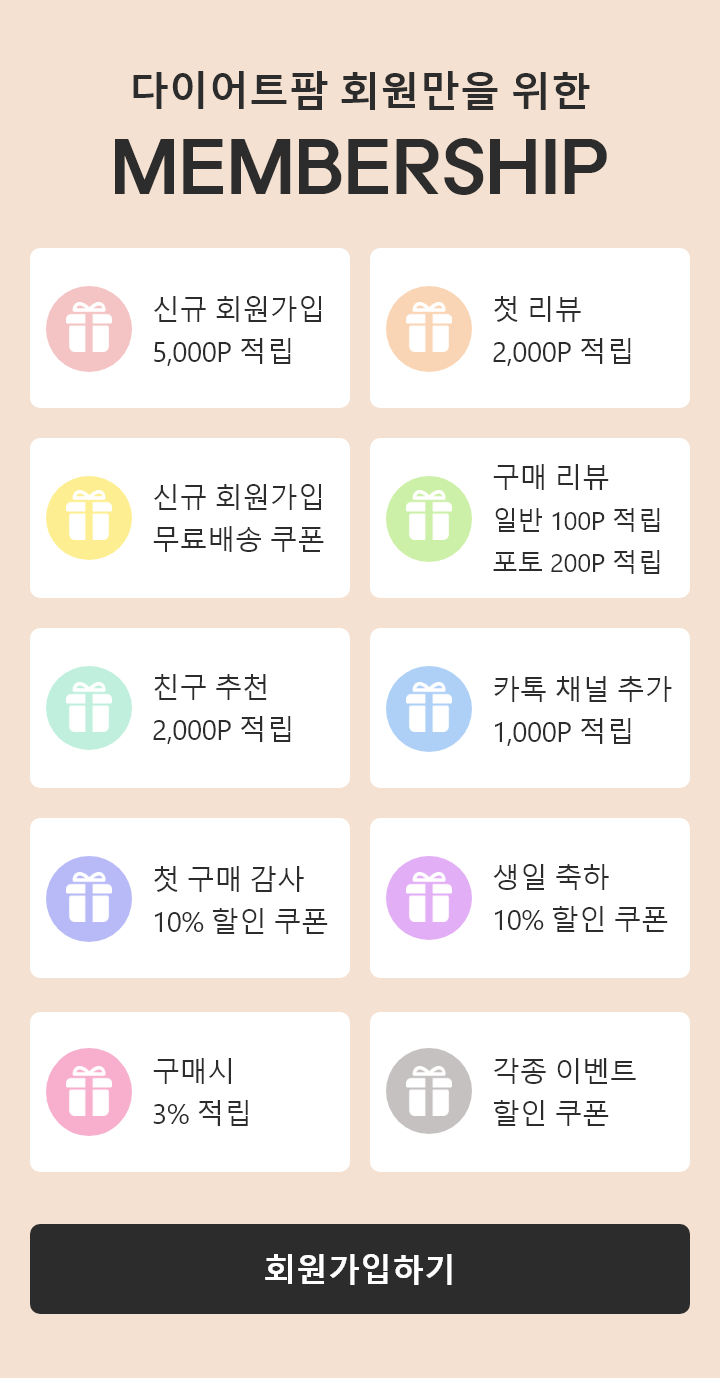 다이어트팜 회원만을 위한
MEMBERSHIP
신규 회원가입
5,000P 적립
첫 리뷰
2,000P 적립
신규 회원가입
무료배송 쿠폰
구매 리뷰
일반 100P 적립
포토 200P 적립
친구 추천
2,000P 적립
카톡 채널 추가
1,000P 적립
첫 구매 감사
10% 할인 쿠폰
생일 축하
10% 할인 쿠폰
구매시
3% 적립
각종 이벤트
할인 쿠폰
회원가입하기